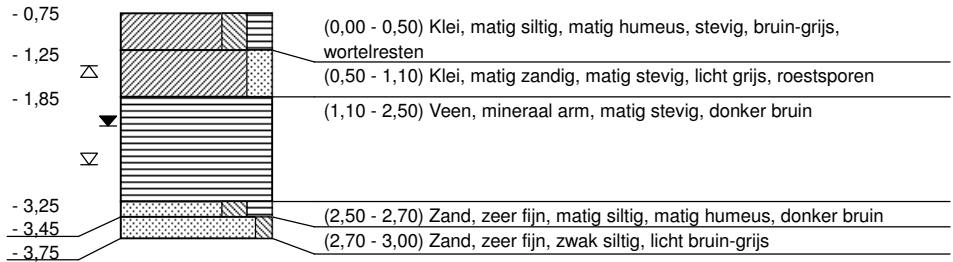 - 0,75
(0,00 - 0,50) Klei, matig siltig, matig humeus, stevig, bruin-grijs,
wortelresten
- 1,25
(0,50 - 1,10) Klei, matig zandig, matig stevig, licht grijs, roestsporen
- 1,85
(1,10 - 2,50) Veen, mineraal arm, matig stevig, donker bruin
- 3,25
(2,50 - 2,70) Zand, zeer fijn, matig siltig, matig humeus, donker bruin
- 3,45
(2,70 - 3,00) Zand, zeer fijn, zwak siltig, licht bruin-grijs
- 3,75